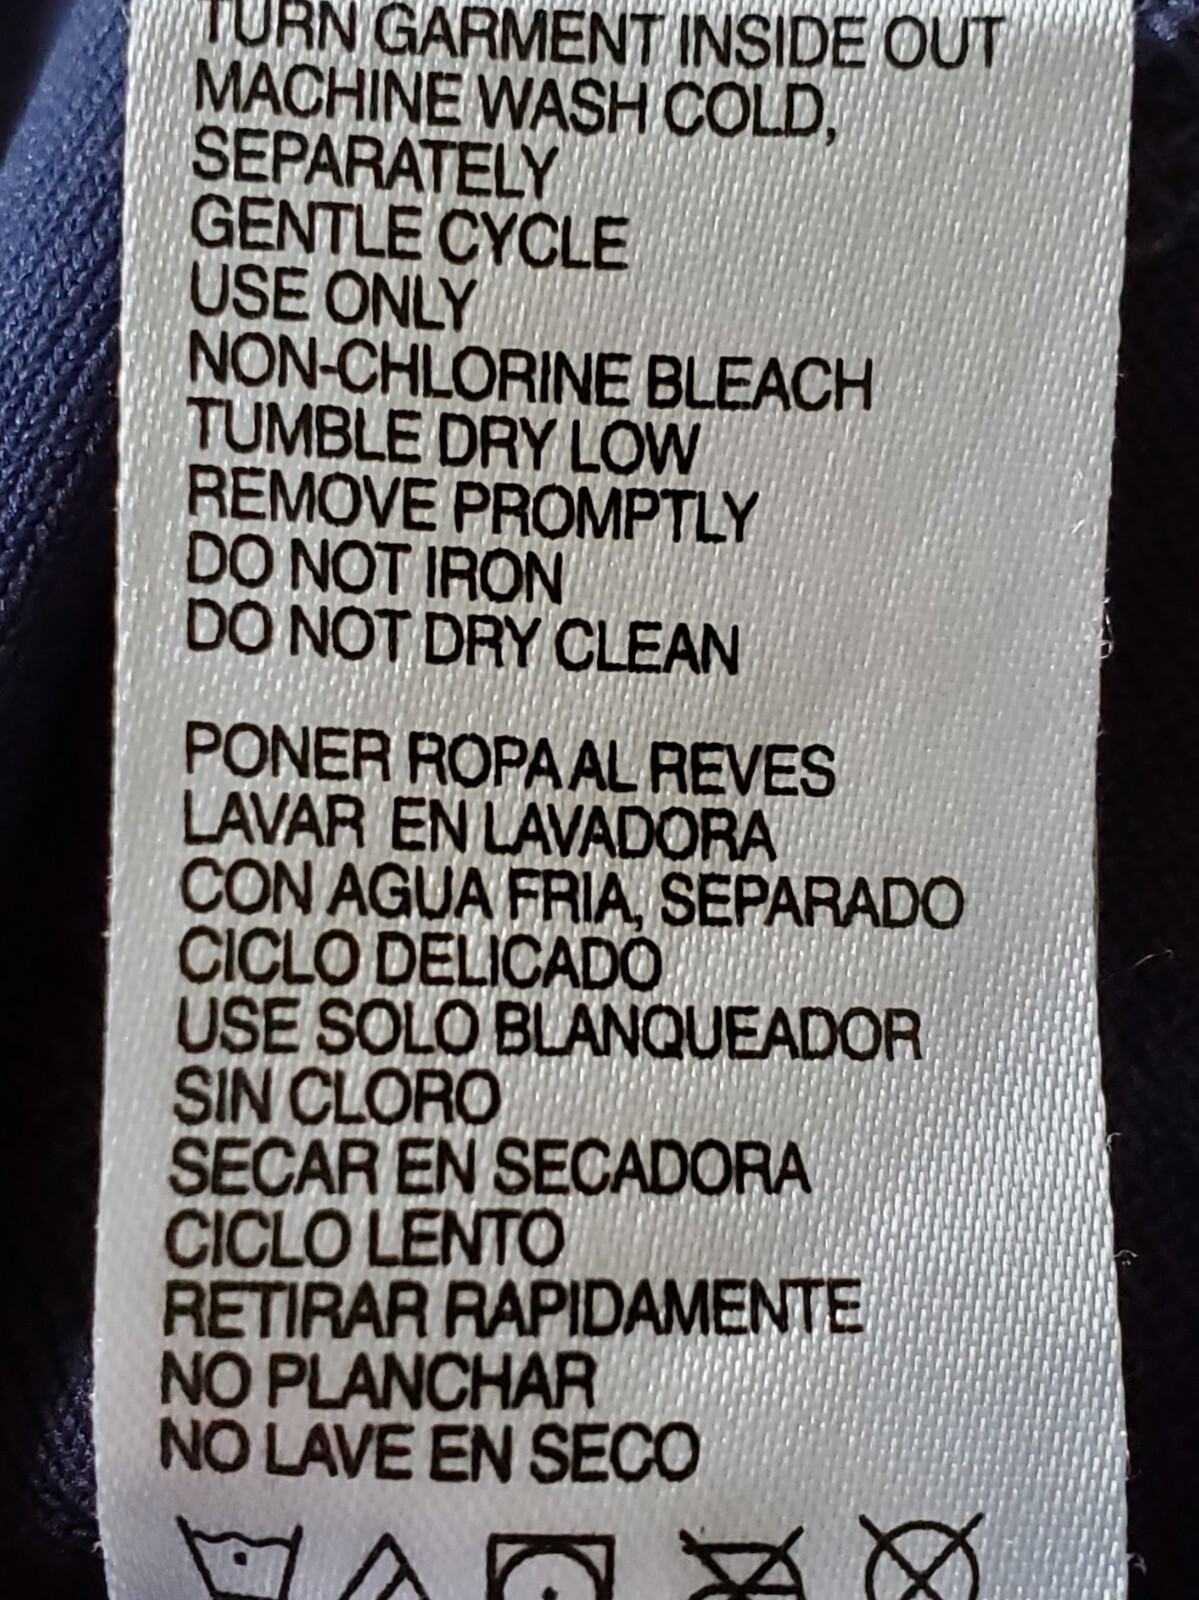 TURN GARMENT INSIDE OUT
MACHINE WASH COLD,
SEPARATELY
GENTLE CYCLE
USE ONLY
NON-CHLORINE BLEACH
TUMBLE DRY LOW
REMOVE PROMPTLY
DO NOT IRON
DO NOT DRY CLEAN
PONER ROPA AL REVES
LAVAR EN LAVADORA
CON AGUA FRIA, SEPARADO
CICLO DELICADO
USE SOLO BLANQUEADOR
SIN CLORO
SECAR EN SECADORA
CICLO LENTO
RETIRAR RAPIDAMENTE
NO PLANCHAR
NO LAVE EN SECO